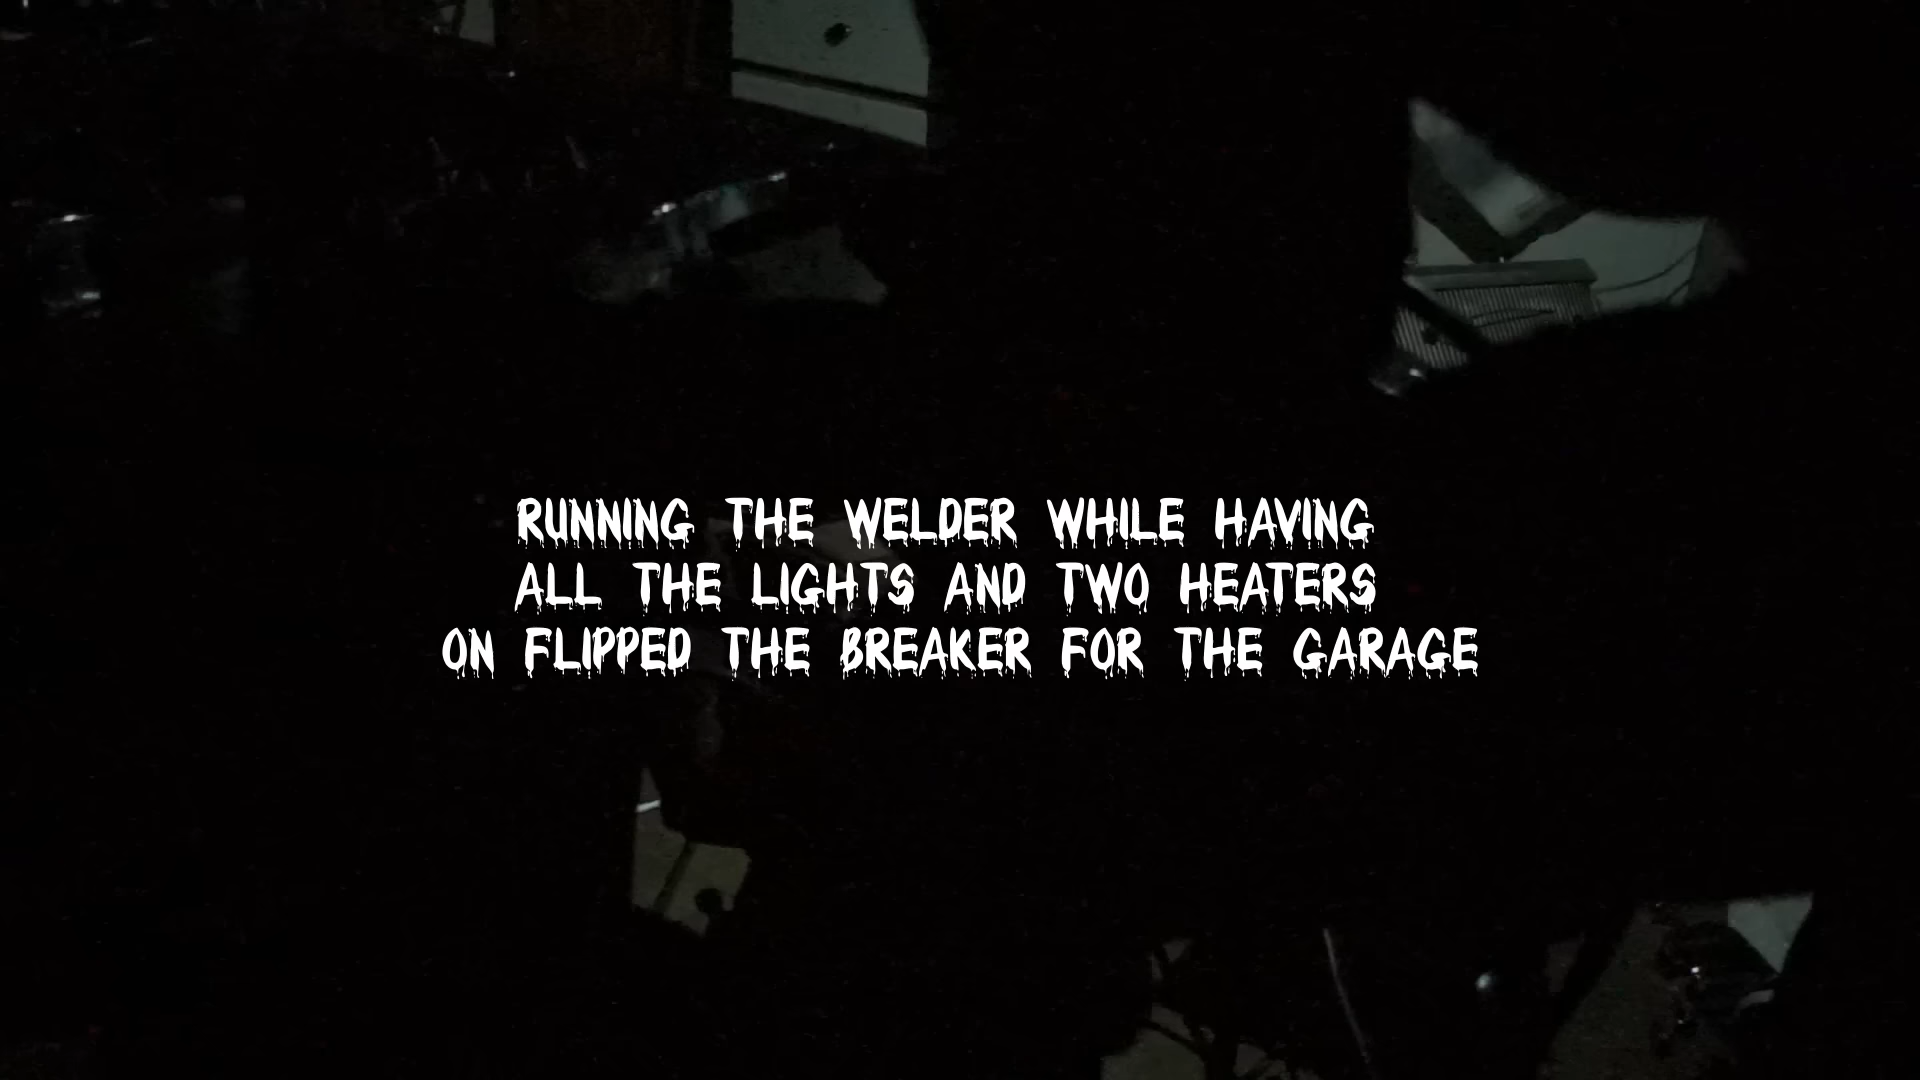 RUNNING THE WELDER WHILE HAVING
ALL THE LIGHTS AND TWO HEATERS
ON FLIPPED THE BREAKER FOR THE GARAGE